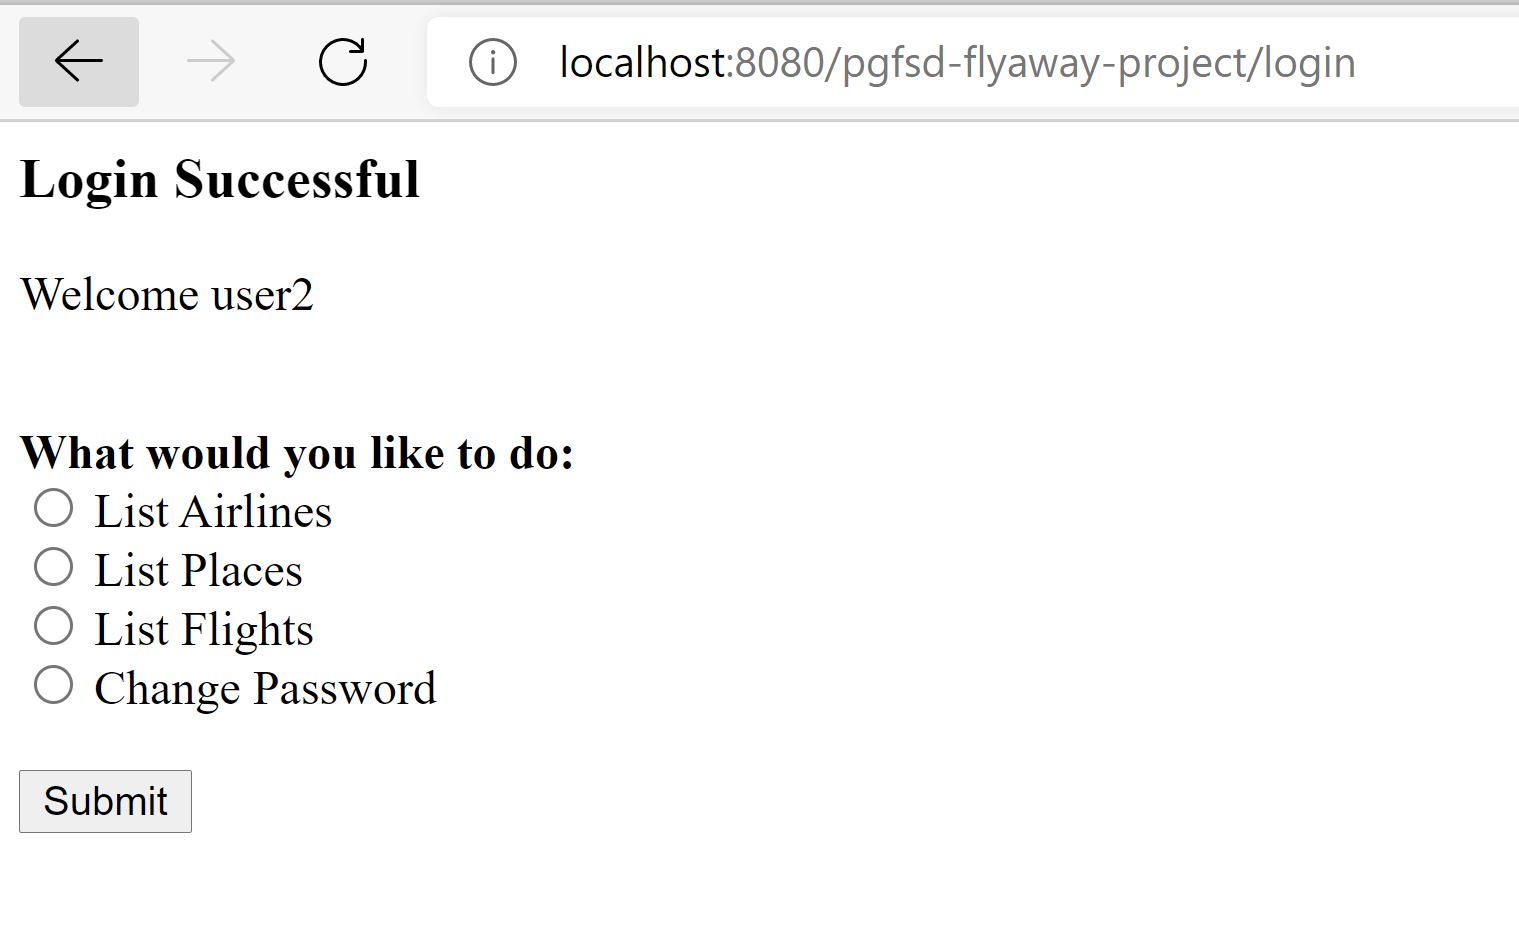 localhost:8080/pgfsd-flyaway-project/login
Login Successful
Welcome user2
What would you like to do:
List Airlines
List Places
List Flights
Change Password
Submit